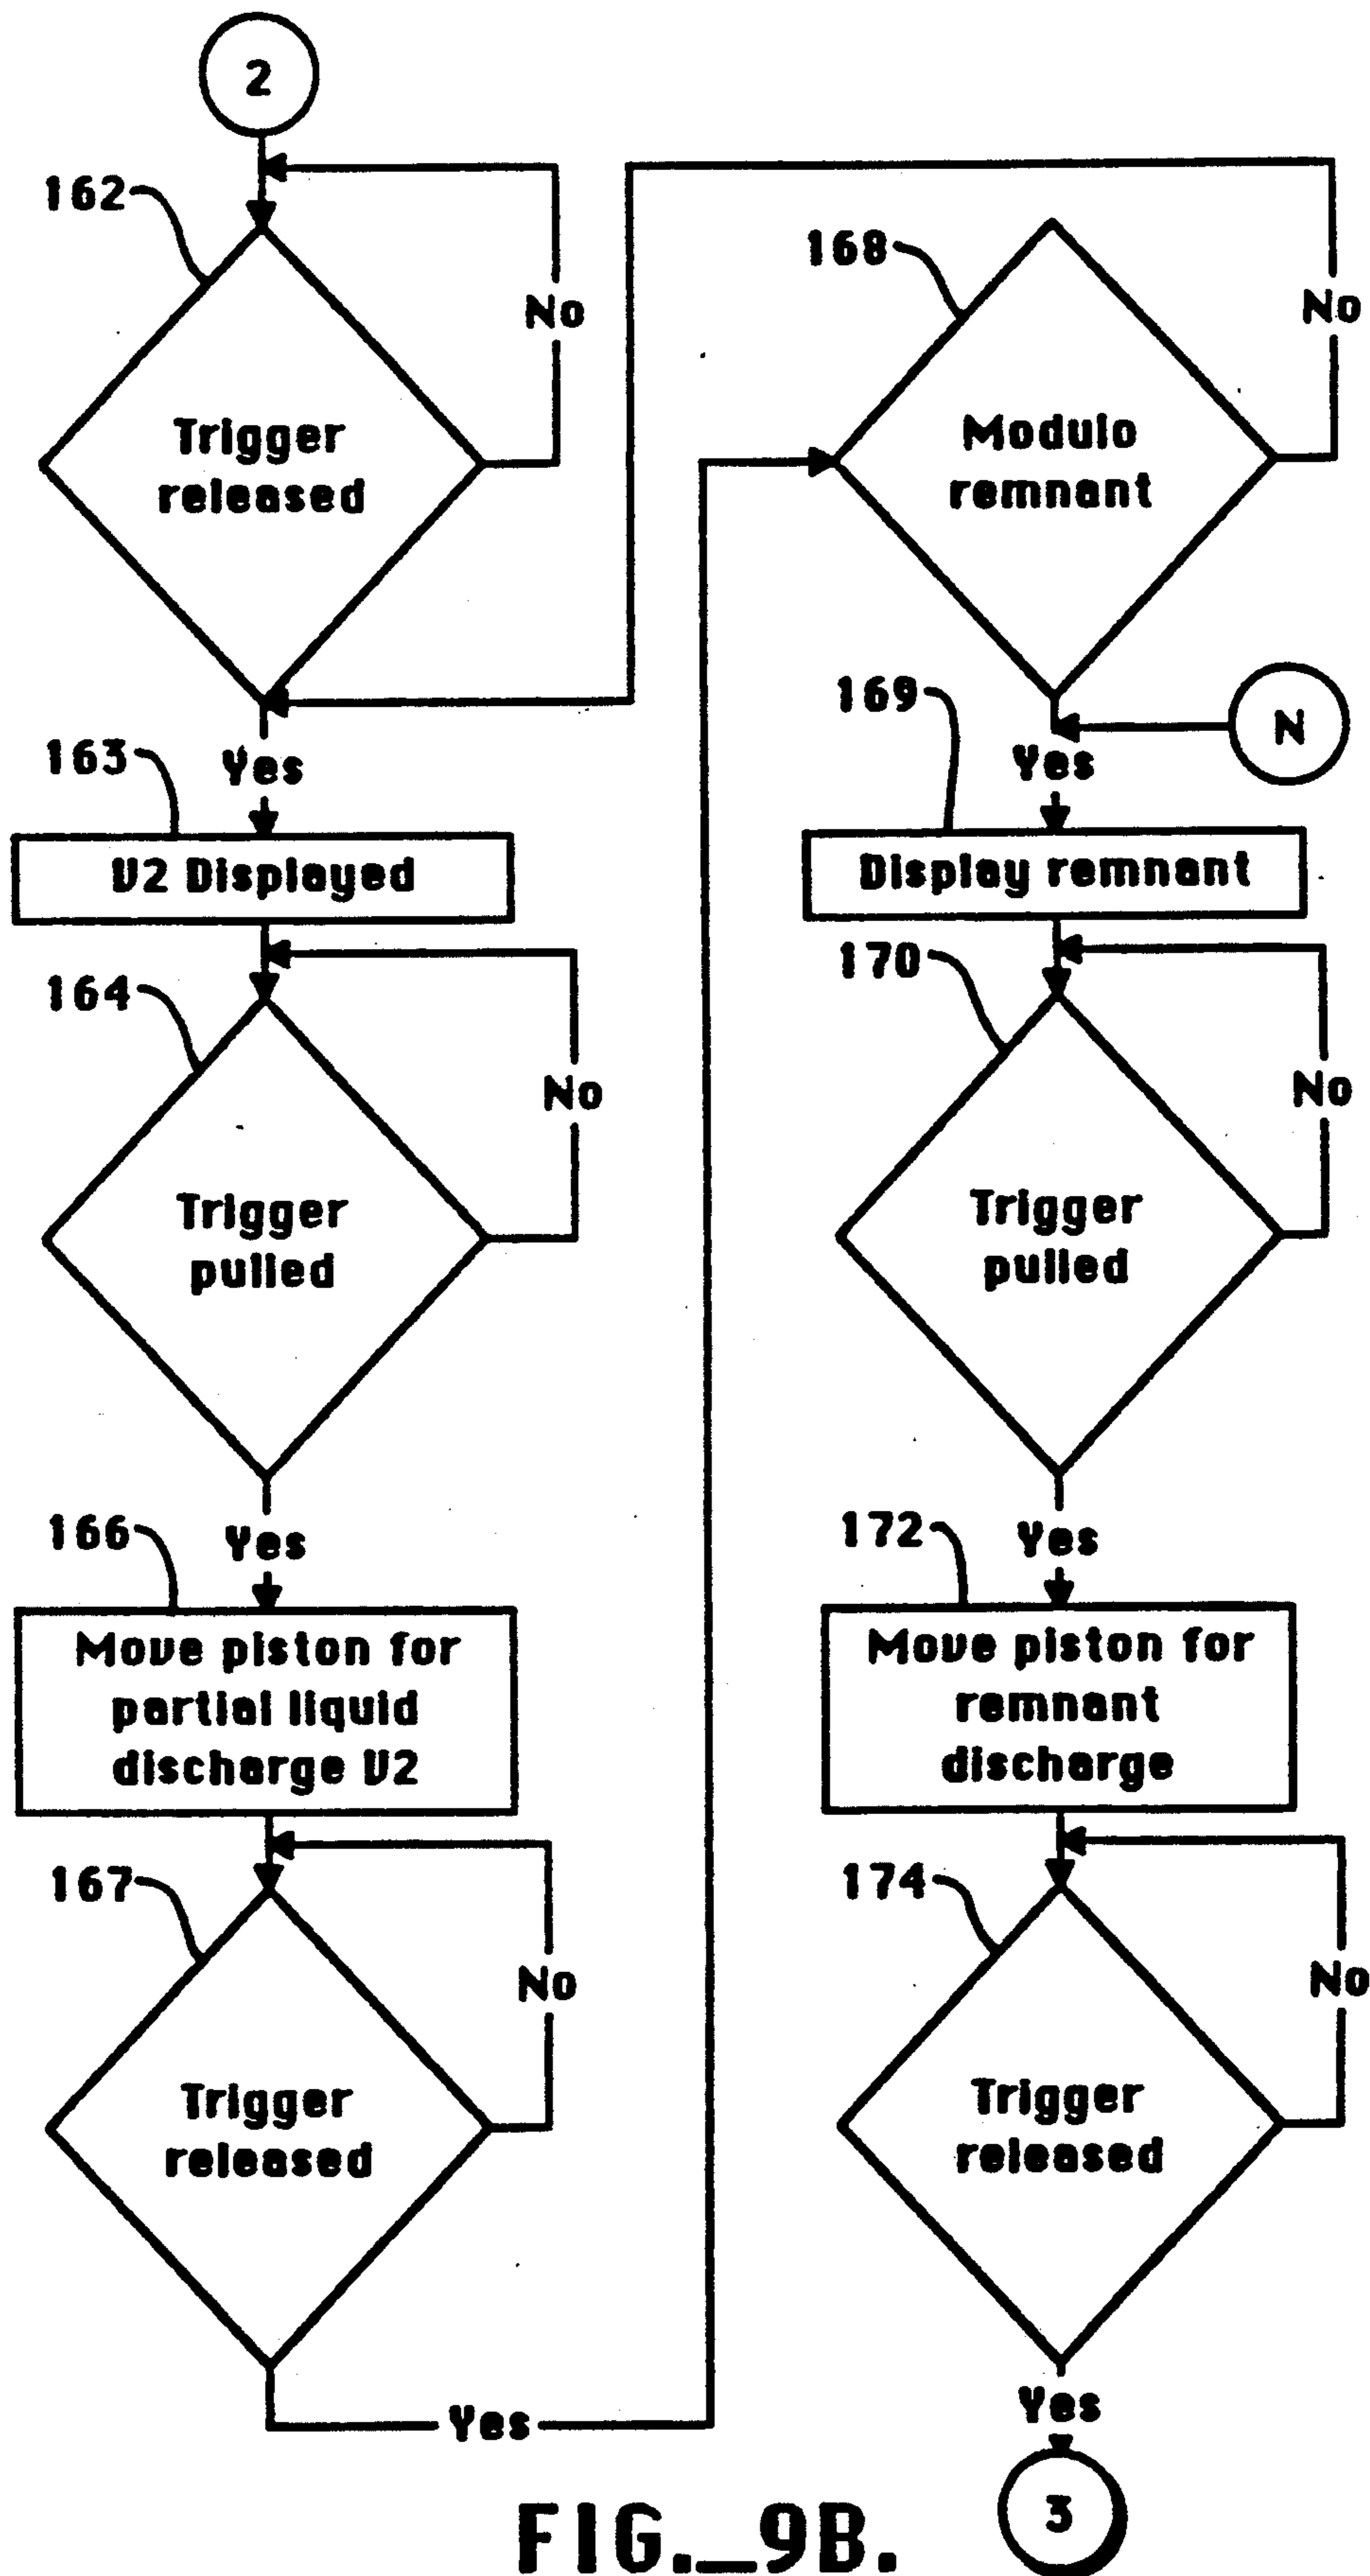 2
162
No
Trigger
released
163
Yes
V2 Displayed
164
No
Trigger
pulled
166
Yes
Move piston for
partial liquid
discharge V2
167
No
Trigger
released
Yes
168
No
Modulo
remnant
169
N
Yes
Display remnant
170
No
Trigger
pulled
172
Yes
Move piston for
remnant
discharge
174
No
Trigger
released
Yes
3
FIG._9B.